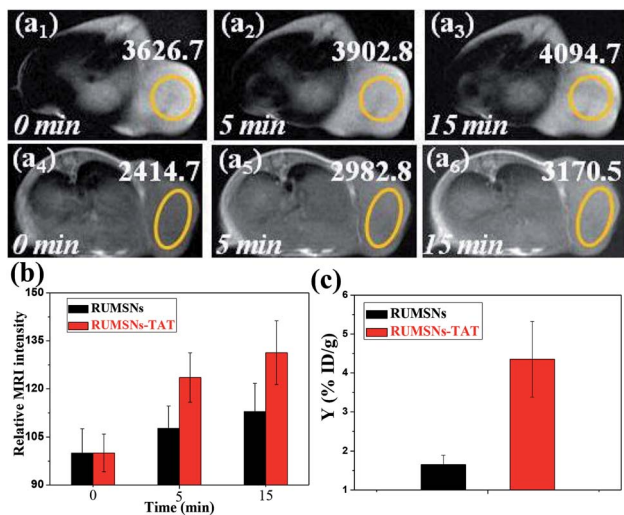 (a1) 3626.7 0 min
(a2) 3902.8 5 min
(a3) 4094.7 15 min
(a4) 2414.7 0 min
(a5) 2982.8 5 min
(a6) 3170.5 15 min
(b)
150
135
120
105
90
Relative MRI intensity
RUMSNs
RUMSNs-TAT
0 5 15
Time (min)
(c)
6
5
4
3
2
1
Y (% ID/g)
RUMSNs
RUMSNs-TAT